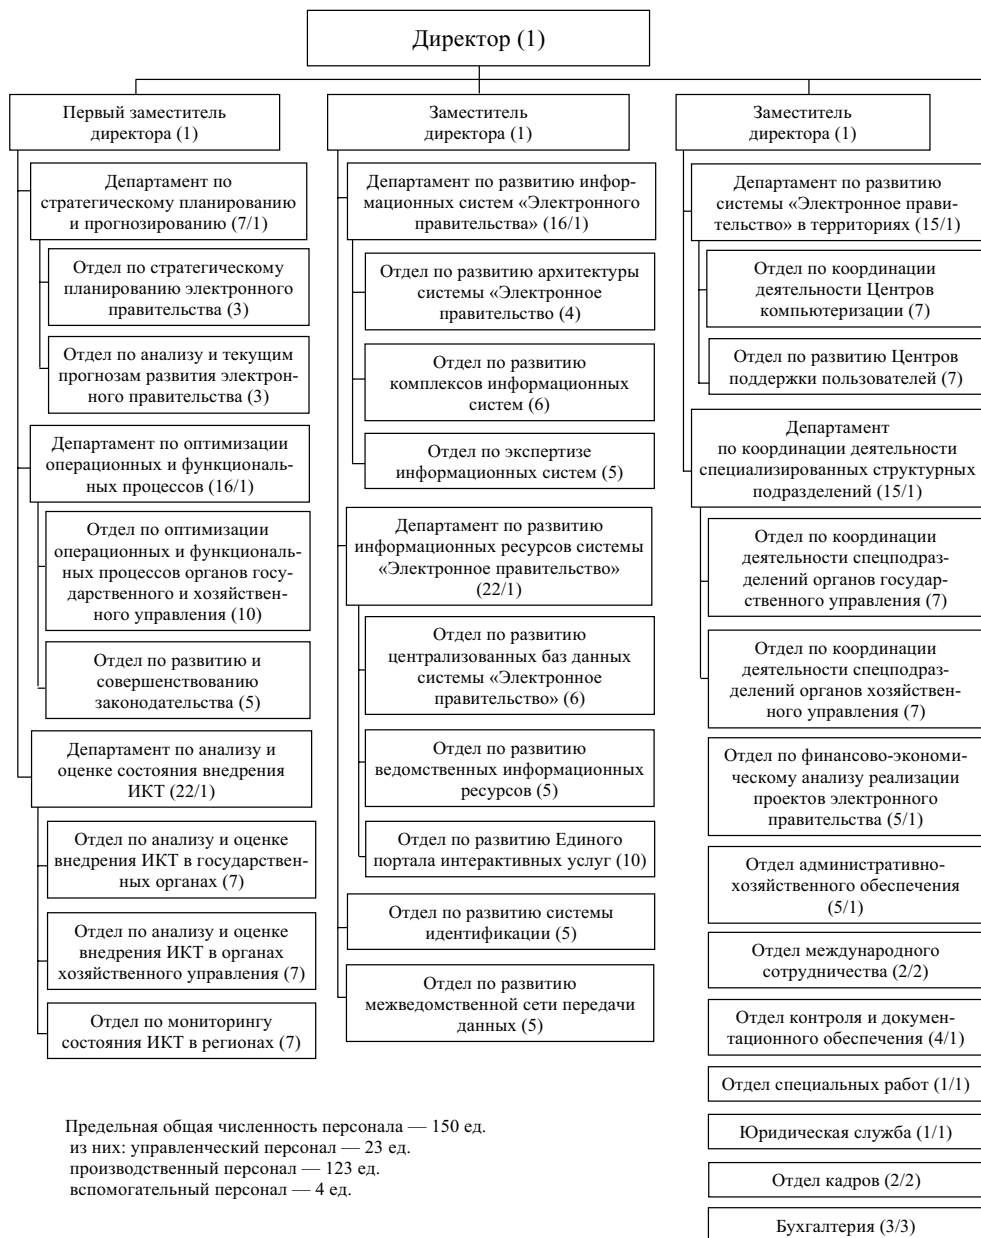 Директор (1)
Первый заместитель
директора (1)
Департамент по
стратегическому планированию
и прогнозированию (7/1)
Отдел по стратегическому
планированию электронного
правительства (3)
Отдел по анализу и текущим
прогнозам развития электрон-
ного правительства (3)
Департамент по оптимизации
операционных и функциональ-
ных процессов (16/1)
Отдел по оптимизации
операционных и функциональ-
ных процессов органов госу-
дарственного и хозяйствен-
ного управления (10)
Отдел по развитию и
совершенствованию
законодательства (5)
Департамент по анализу и
оценке состояния внедрения
ИКТ (22/1)
Отдел по анализу и оценке
внедрения ИКТ в государствен-
ных органах (7)
Отдел по анализу и оценке
внедрения ИКТ в органах
хозяйственного управления (7)
Отдел по мониторингу
состояния ИКТ в регионах (7)
Заместитель
директора (1)
Департамент по развитию инфор-
мационных систем «Электронного
правительства» (16/1)
Отдел по развитию архитектуры
системы «Электронное
правительство (4)
Отдел по развитию
комплексов информационных
систем (6)
Отдел по экспертизе
информационных систем (5)
Департамент по развитию
информационных ресурсов системы
«Электронное правительство»
(22/1)
Отдел по развитию
централизованных баз данных
системы «Электронное
правительство» (6)
Отдел по развитию
ведомственных информационных
ресурсов (5)
Отдел по развитию Единого
портала интерактивных услуг (10)
Отдел по развитию системы
идентификации (5)
Отдел по развитию
межведомственной сети передачи
данных (5)
Заместитель
директора (1)
Департамент по развитию
системы «Электронное прави-
тельство» в территориях (15/1)
Отдел по координации
деятельности Центров
компьютеризации (7)
Отдел по развитию Центров
поддержки пользователей (7)
Департамент
по координации деятельности
специализированных структурных
подразделений (15/1)
Отдел по координации
деятельности спецподраз-
делений органов государ-
ственного управления (7)
Отдел по координации
деятельности спецподраз-
делений органов хозяйствен-
ного управления (7)
Отдел по финансово-экономи-
ческому анализу реализации
проектов электронного
правительства (5/1)
Отдел административно-
хозяйственного обеспечения
(5/1)
Отдел международного
сотрудничества (2/2)
Отдел контроля и докумен-
тационного обеспечения (4/1)
Отдел специальных работ (1/1)
Юридическая служба (1/1)
Отдел кадров (2/2)
Бухгалтерия (3/3)
Предельная общая численность персонала — 150 ед.
из них: управленческий персонал — 23 ед.
производственный персонал — 123 ед.
вспомогательный персонал — 4 ед.